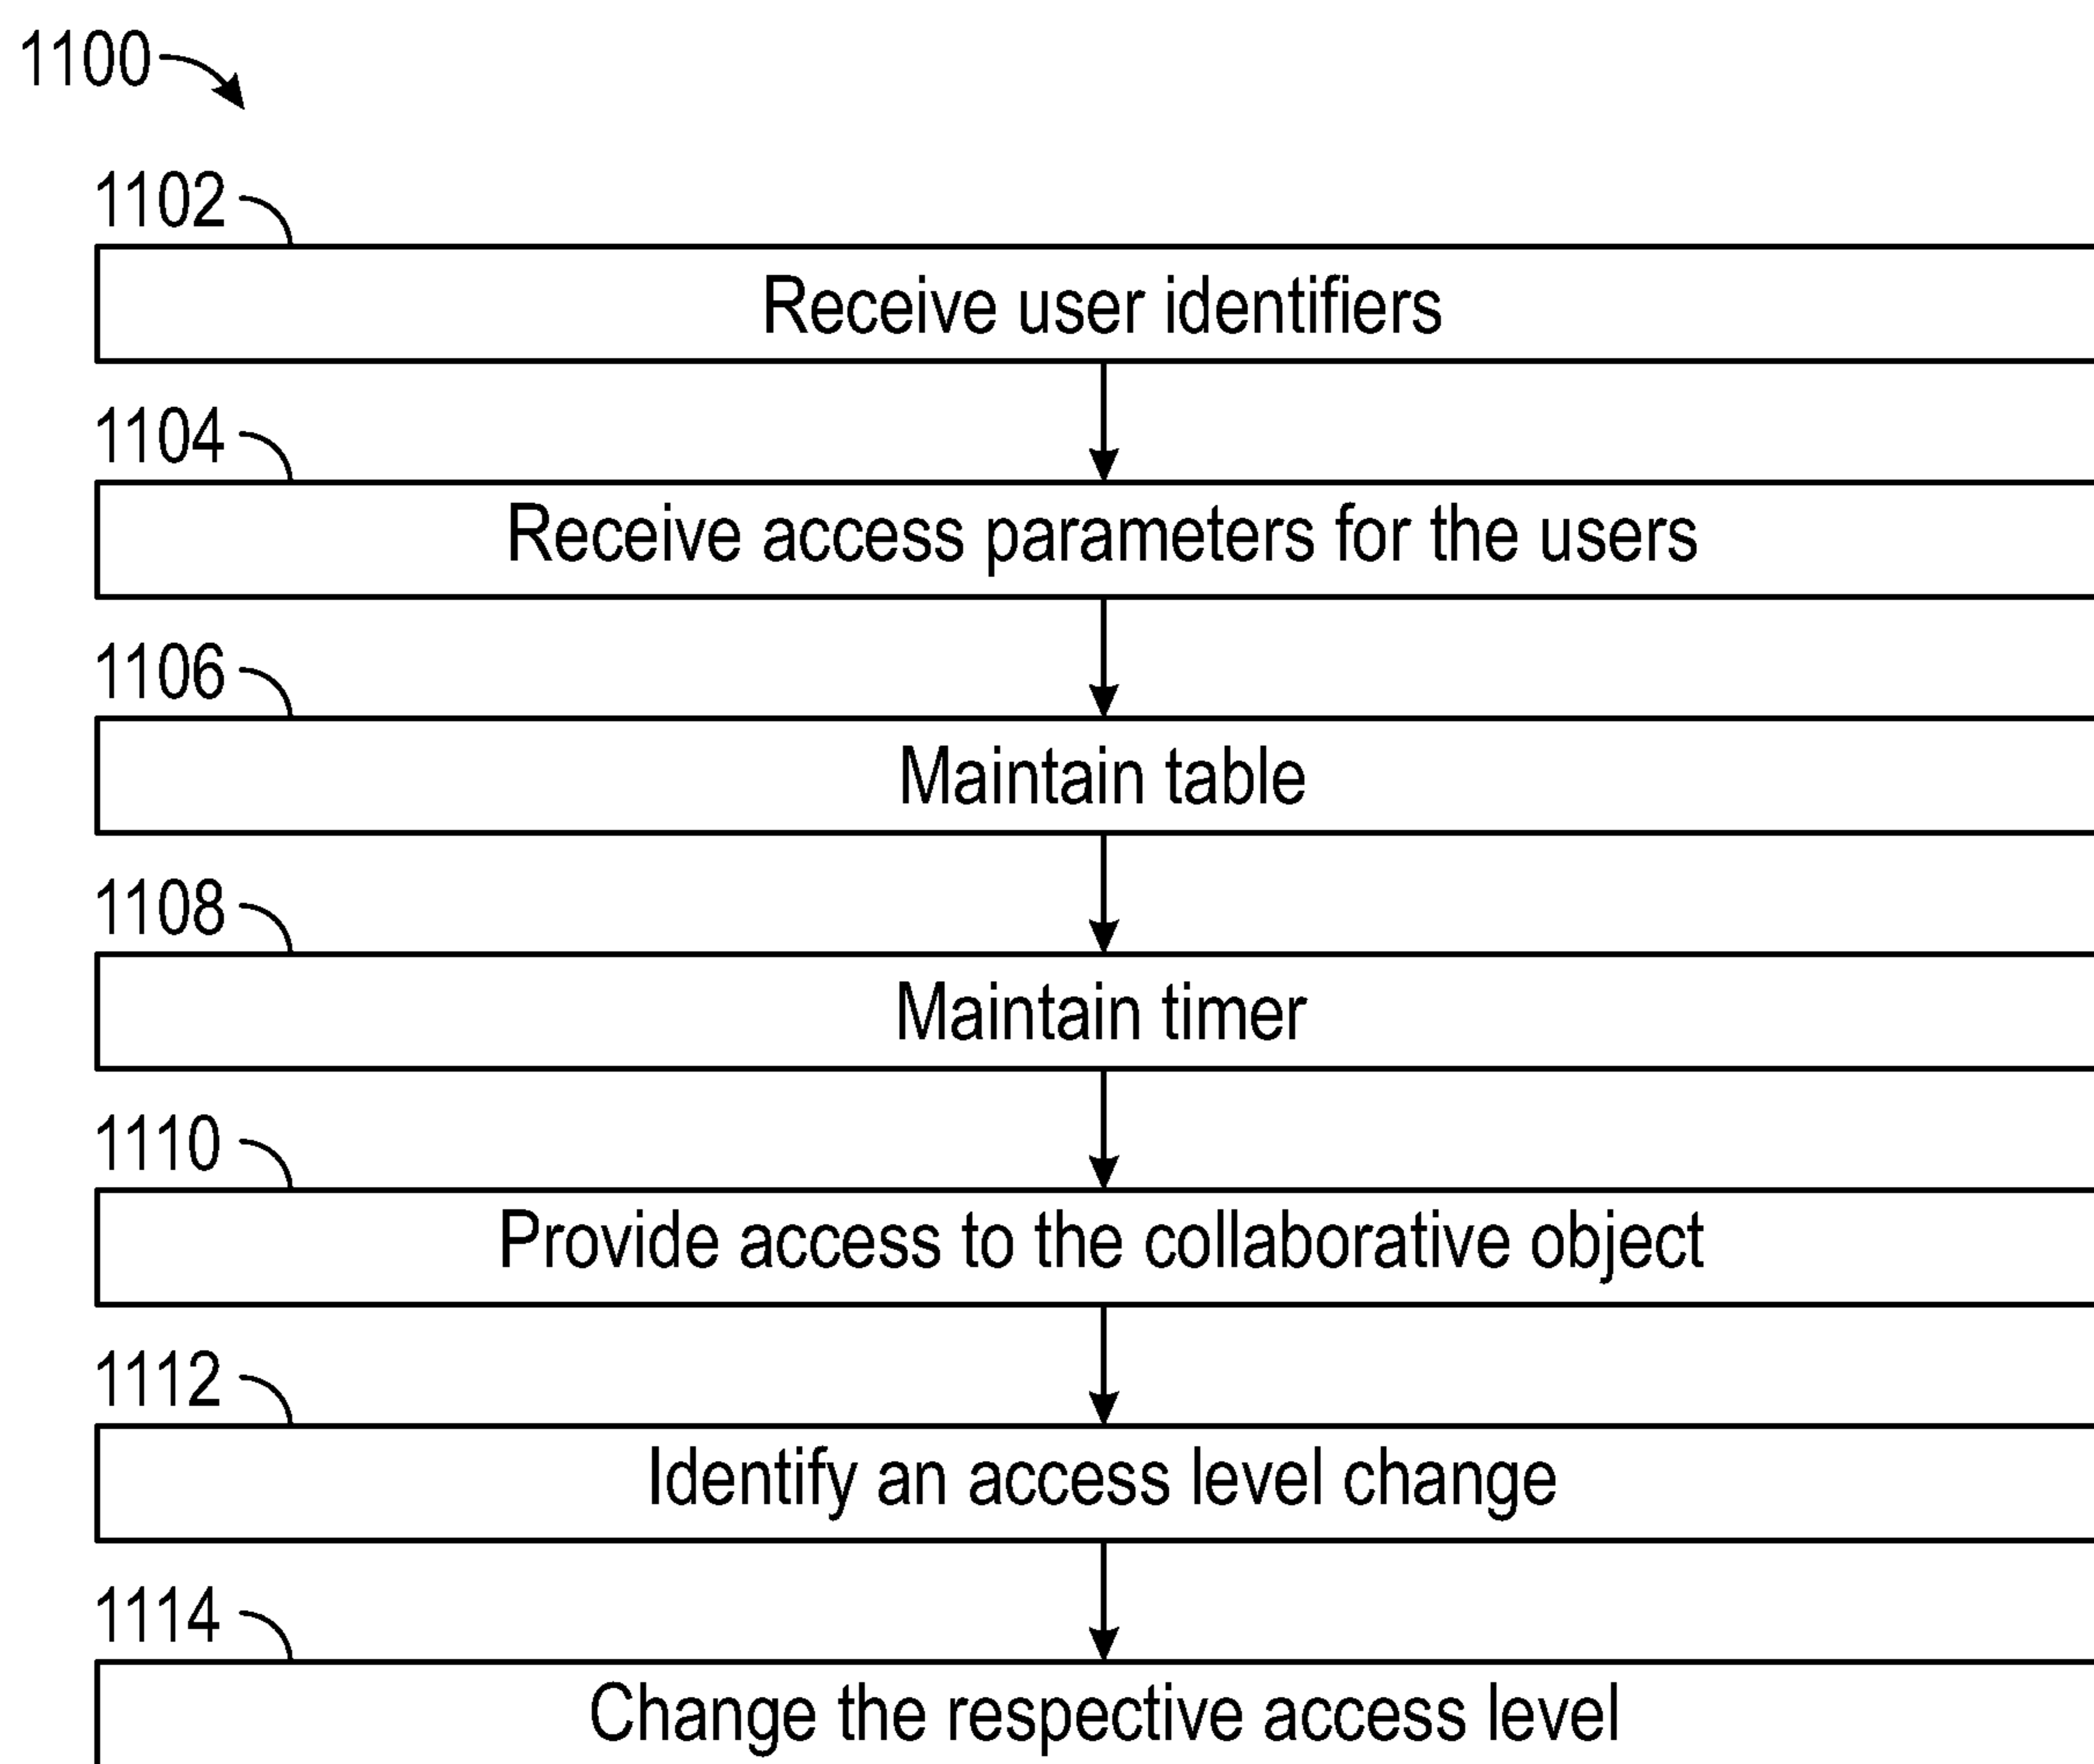 1100
1102
Receive user identifiers
1104
Receive access parameters for the users
1106
Maintain table
1108
Maintain timer
1110
Provide access to the collaborative object
1112
Identify an access level change
1114
Change the respective access level